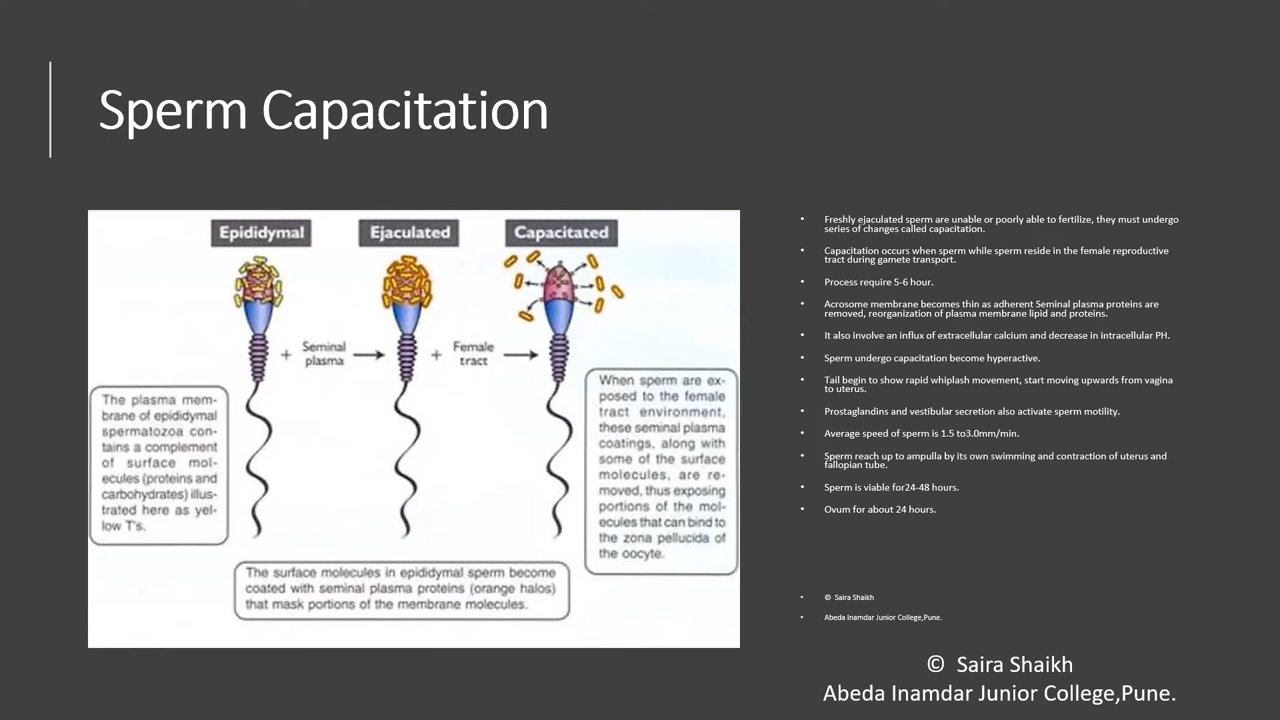 Sperm Capacitation
Epididymal
Ejaculated
Capacitated
+ Seminal
plasma
+ Female
tract
The plasma mem-
brane of epididymal
spermatozoa con-
tains a complement
of surface mol-
ecules (proteins and
carbohydrates) illus-
trated here as yel-
low T's.
When sperm are ex-
posed to the female
tract environment,
these seminal plasma
coatings, along with
some of the surface
molecules, are re-
moved, thus exposing
portions of the mol-
ecules that can bind to
the zona pellucida of
the oocyte.
The surface molecules in epididymal sperm become
coated with seminal plasma proteins (orange halos)
that mask portions of the membrane molecules.
• Freshly ejaculated sperm are unable or poorly able to fertilize, they must undergo
series of changes called capacitation.
• Capacitation occurs when sperm while sperm reside in the female reproductive
tract during gamete transport.
• Process require 5-6 hour.
• Acrosome membrane becomes thin as adherent Seminal plasma proteins are
removed, reorganization of plasma membrane lipid and proteins.
• It also involve an influx of extracellular calcium and decrease in intracellular PH.
• Sperm undergo capacitation become hyperactive.
• Tail begin to show rapid whiplash movement, start moving upwards from vagina
to uterus.
• Prostaglandins and vestibular secretion also activate sperm motility.
• Average speed of sperm is 1.5 to3.0mm/min.
• Sperm reach up to ampulla by its own swimming and contraction of uterus and
fallopian tube.
• Sperm is viable for24-48 hours.
• Ovum for about 24 hours.
• © Saira Shaikh
• Abeda Inamdar Junior College,Pune.
© Saira Shaikh
Abeda Inamdar Junior College,Pune.